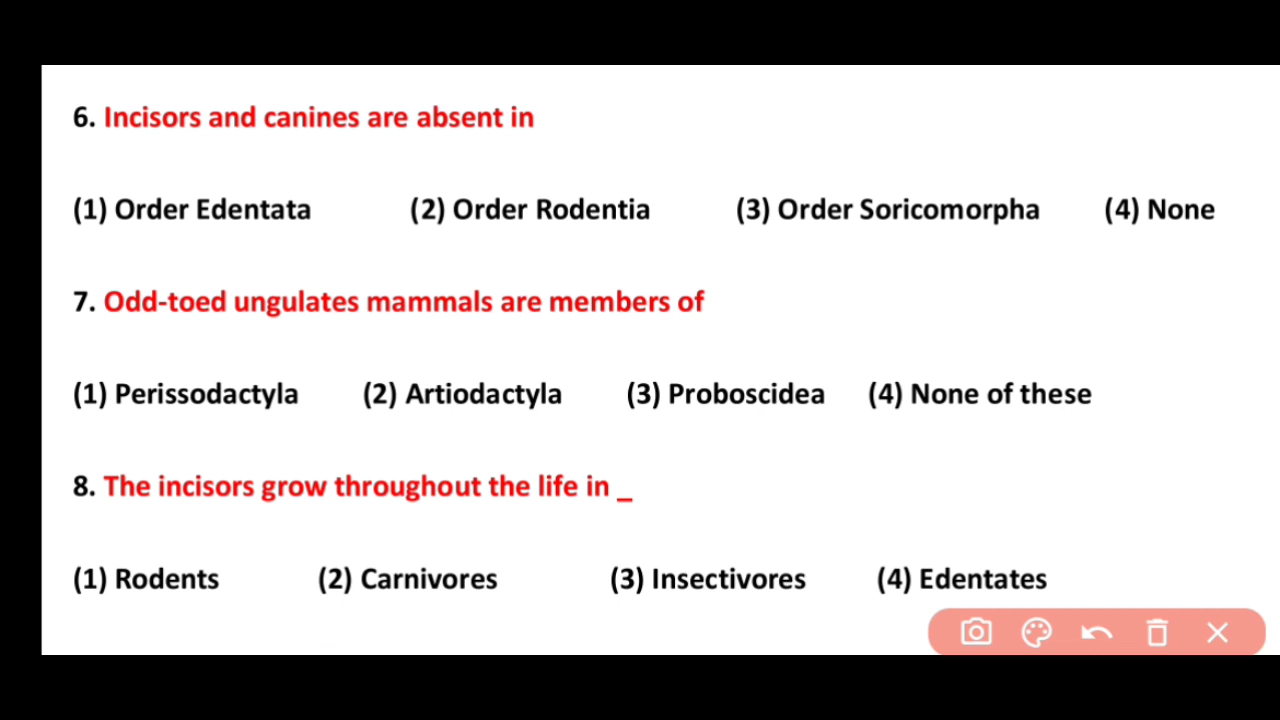 6. Incisors and canines are absent in
(1) Order Edentata (2) Order Rodentia (3) Order Soricomorpha (4) None
7. Odd-toed ungulates mammals are members of
(1) Perissodactyla (2) Artiodactyla (3) Proboscidea (4) None of these
8. The incisors grow throughout the life in _
(1) Rodents (2) Carnivores (3) Insectivores (4) Edentates